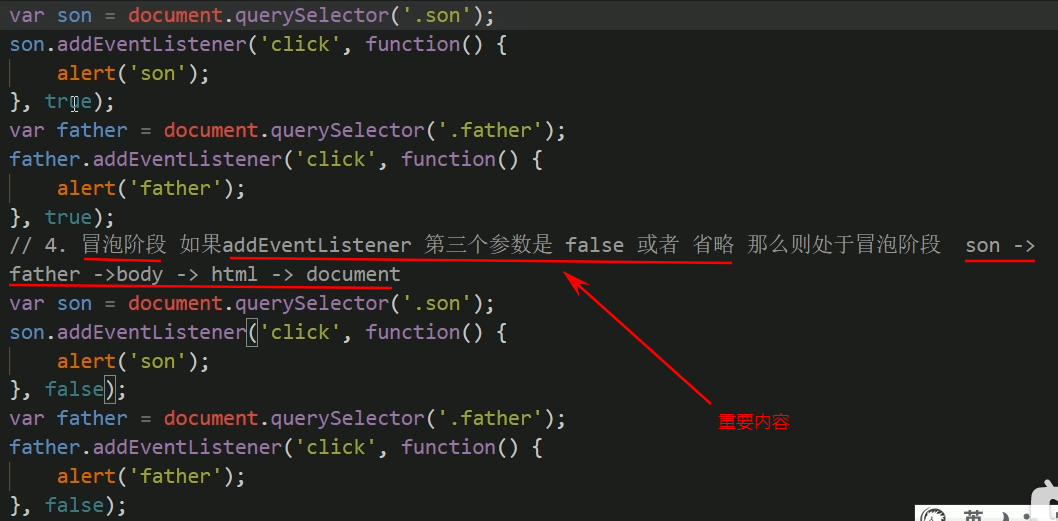 var son = document.querySelector('.son');
son.addEventListener('click', function() {
alert('son');
}, true);
var father = document.querySelector('.father');
father.addEventListener('click', function() {
alert('father');
}, true);
// 4. 冒泡阶段 如果addEventListener 第三个参数是 false 或者 省略 那么则处于冒泡阶段 son ->
father ->body -> html -> document
var son = document.querySelector('.son');
son.addEventListener('click', function() {
alert('son');
}, false);
var father = document.querySelector('.father');
重要内容
father.addEventListener('click', function() {
alert('father');
}, false);
英